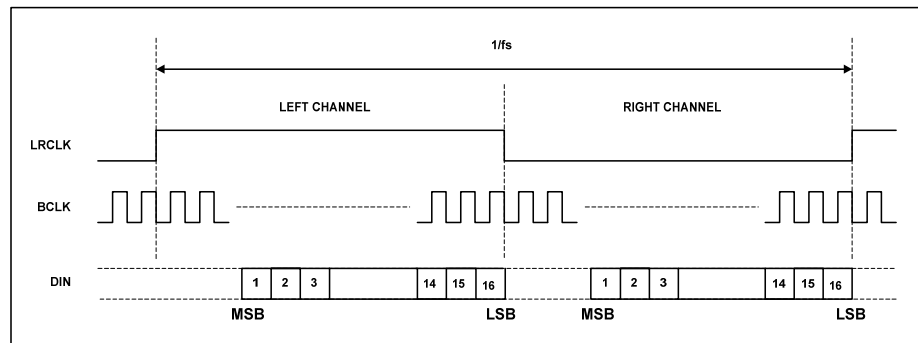 1/fs
LEFT CHANNEL RIGHT CHANNEL
LRCLK
BCLK
DIN 1 2 3 14 15 16 1 2 3 14 15 16
MSB LSB MSB LSB